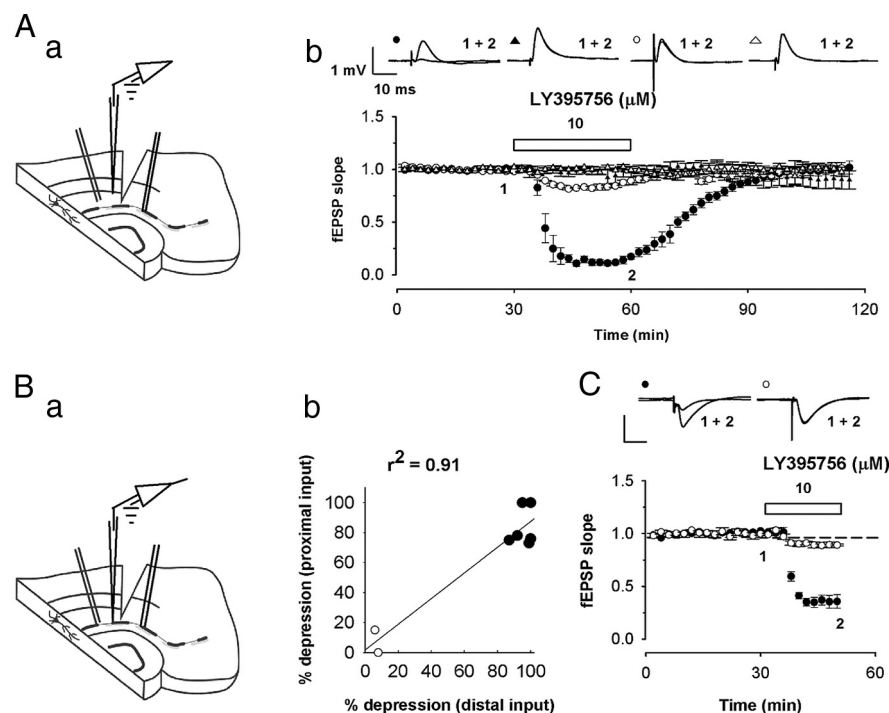 A
a
b
1 + 2
1 + 2
1 + 2
1 + 2
1 mV
10 ms
LY395756 (µM)
10
1.5
1.0
0.5
0.0
fEPSP slope
1
2
0
30
60
90
120
Time (min)
B
a
b
r² = 0.91
100
80
60
40
20
0
% depression (proximal input)
0
20
40
60
80
100
% depression (distal input)
C
1 + 2
1 + 2
LY395756 (µM)
10
1.5
1.0
0.5
0.0
fEPSP slope
1
2
0
30
60
Time (min)